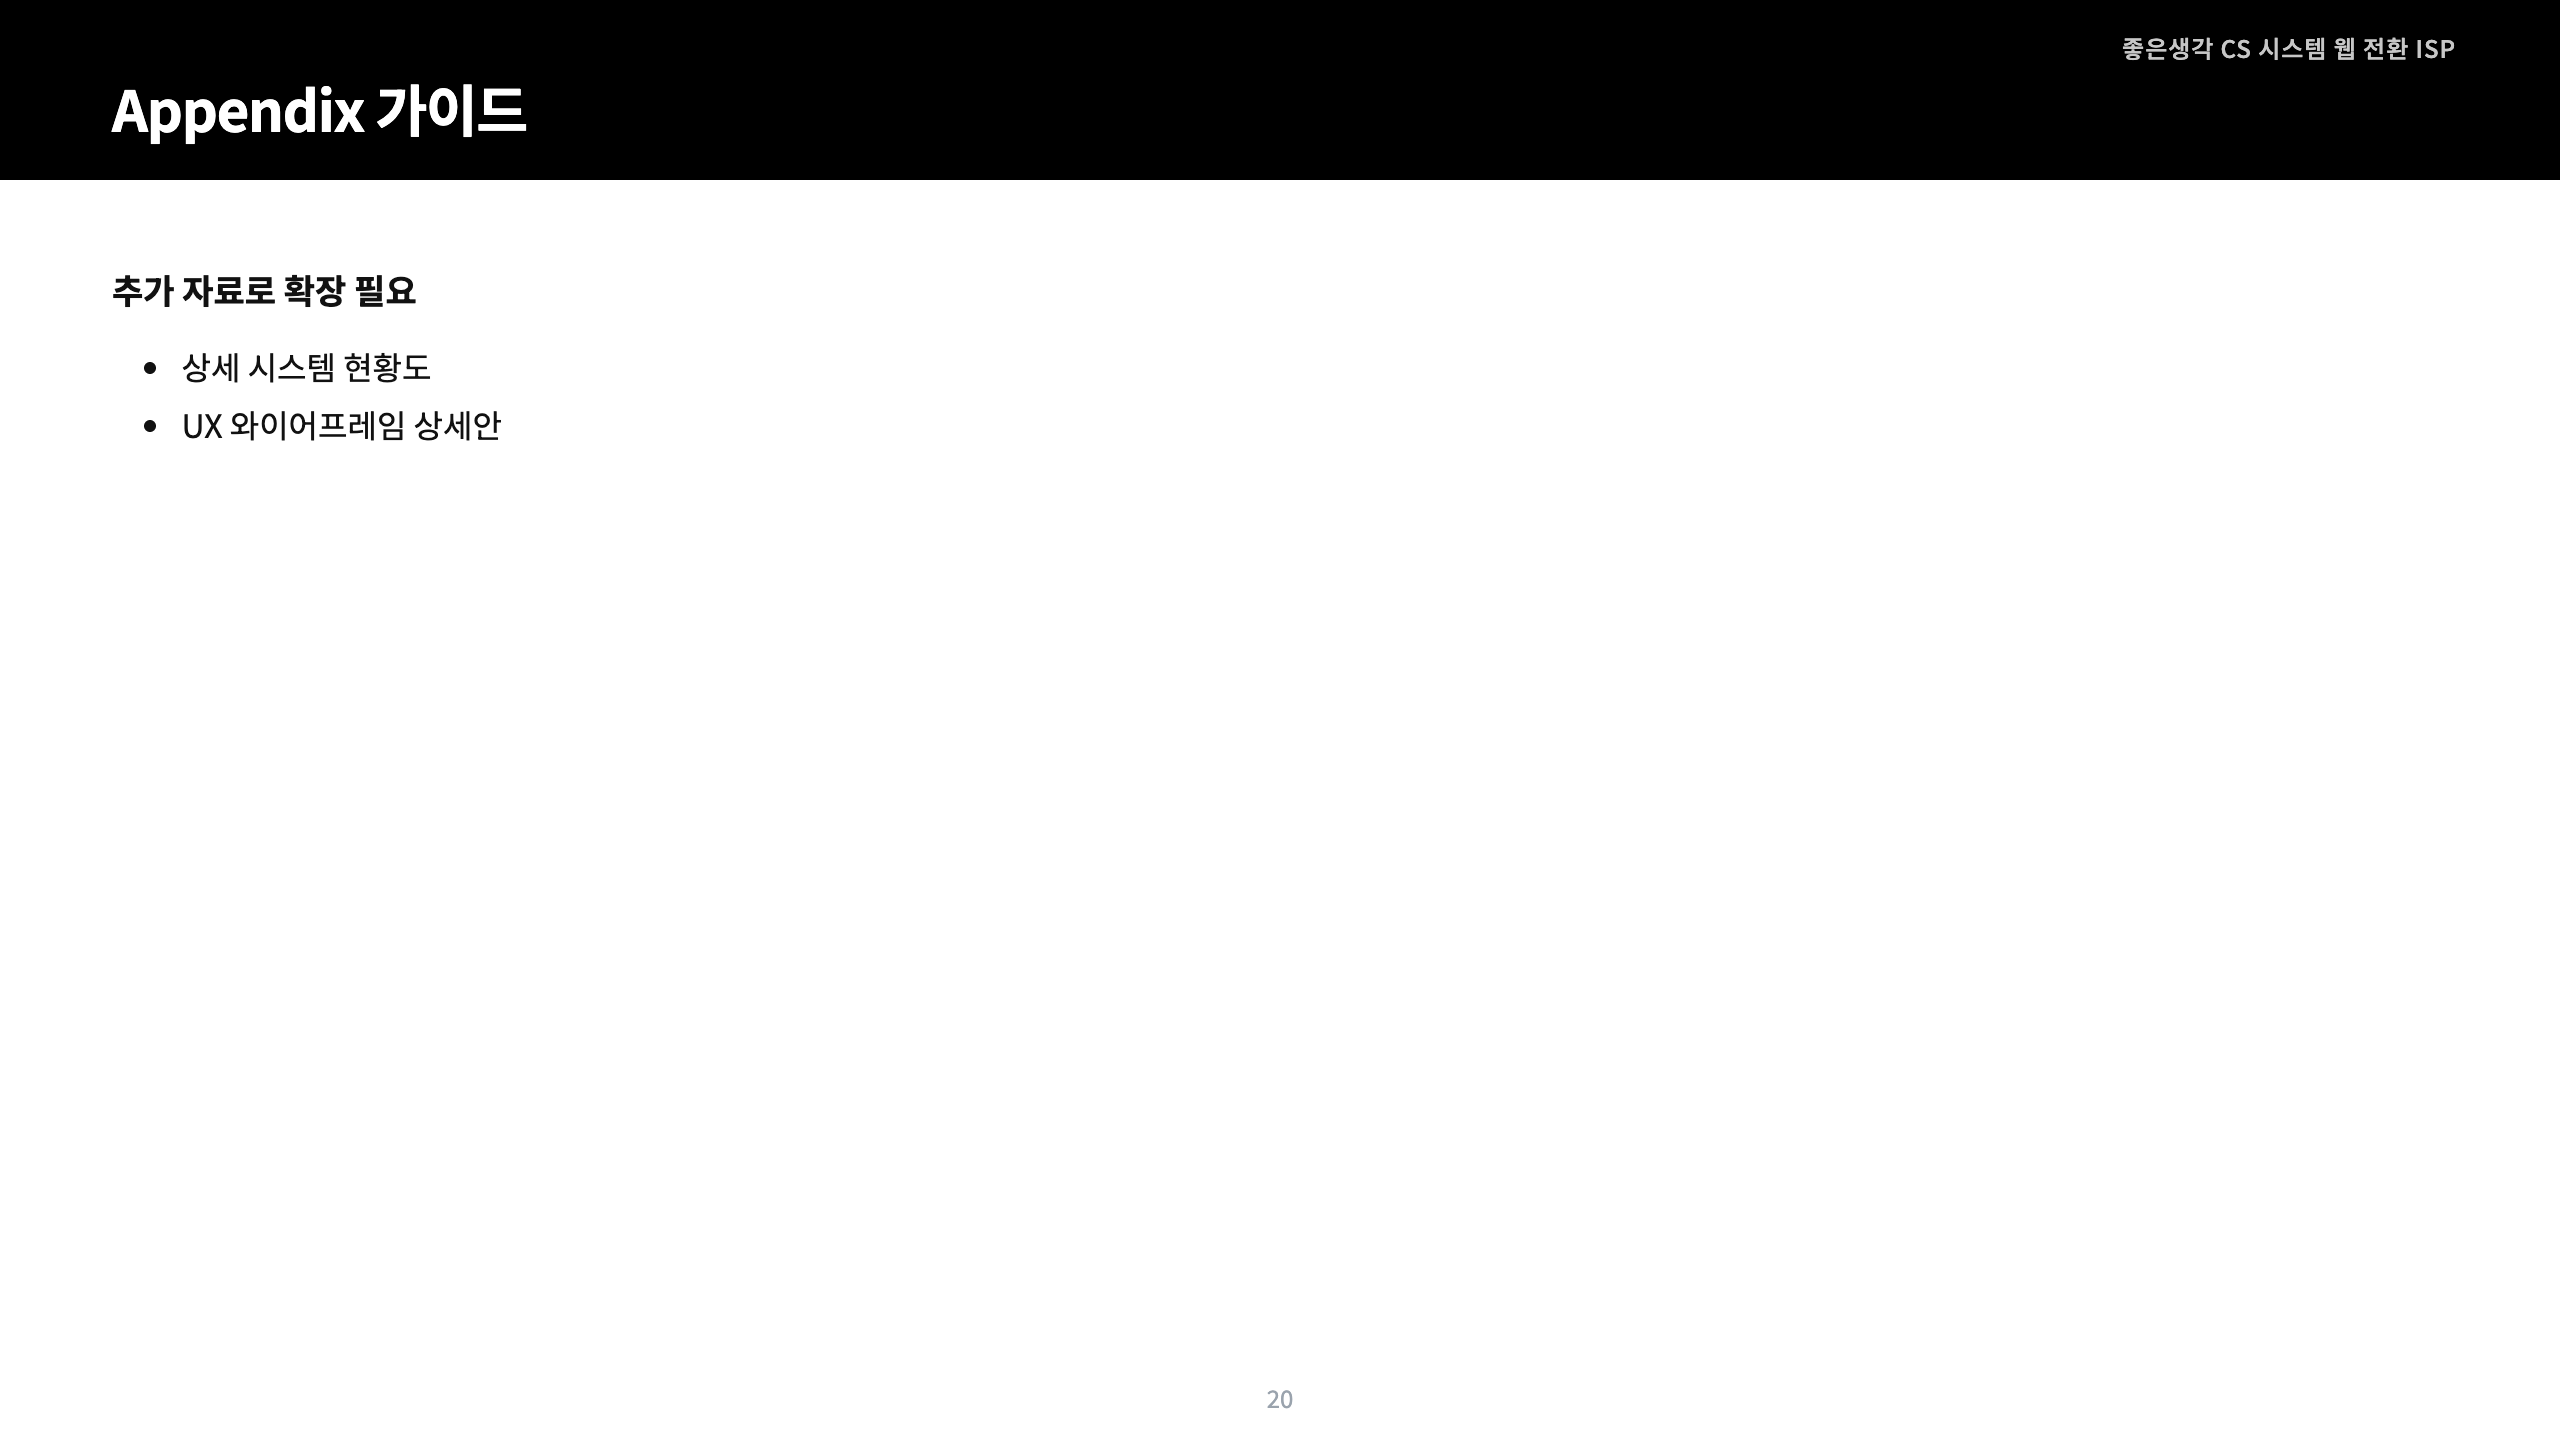 좋은생각 CS 시스템 웹 전환 ISP
Appendix 가이드
추가 자료로 확장 필요
• 상세 시스템 현황도
• UX 와이어프레임 상세안
20